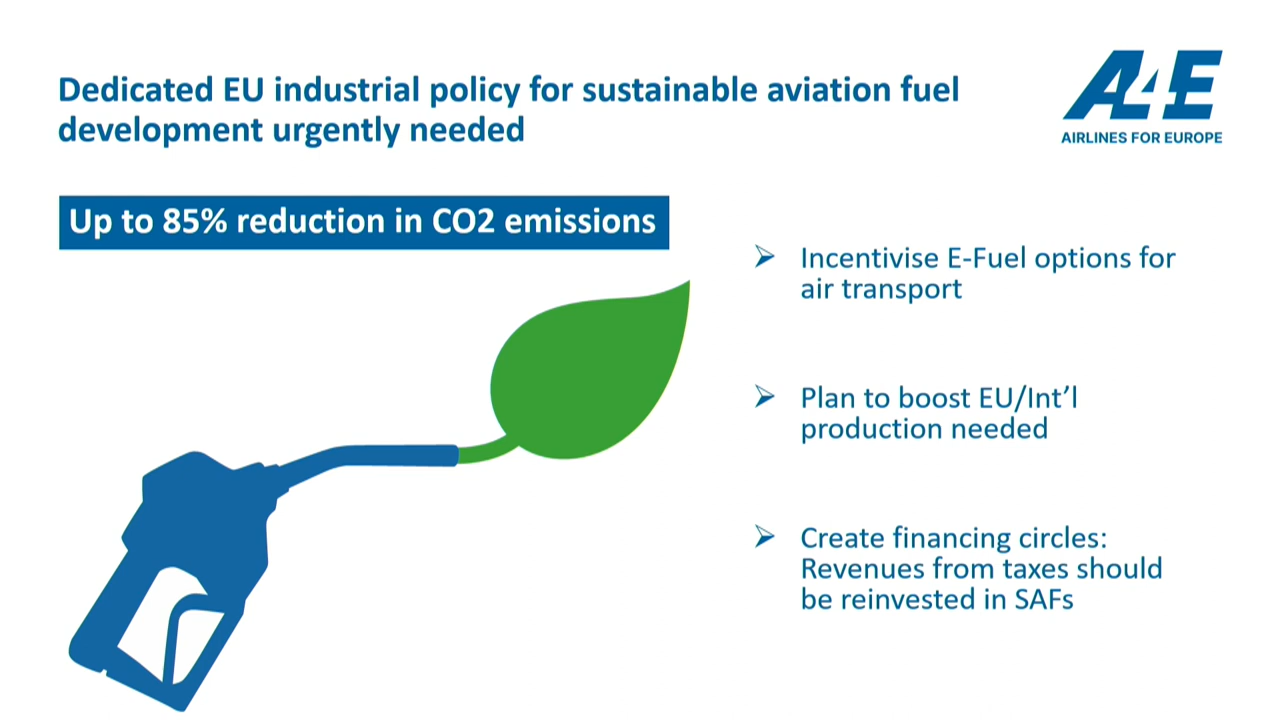 Dedicated EU industrial policy for sustainable aviation fuel
development urgently needed
A4E
AIRLINES FOR EUROPE
Up to 85% reduction in CO2 emissions
Incentivise E-Fuel options for
air transport
Plan to boost EU/Int’l
production needed
Create financing circles:
Revenues from taxes should
be reinvested in SAFs